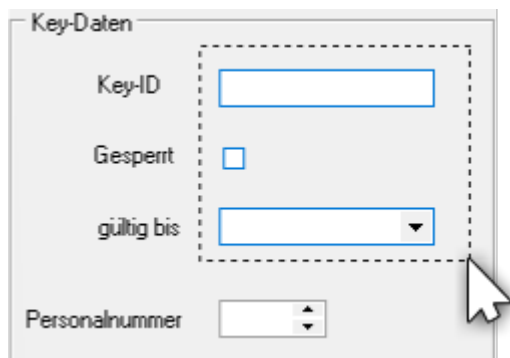 Key-Daten
Key-ID
Gesperrt
gültig bis
Personalnummer